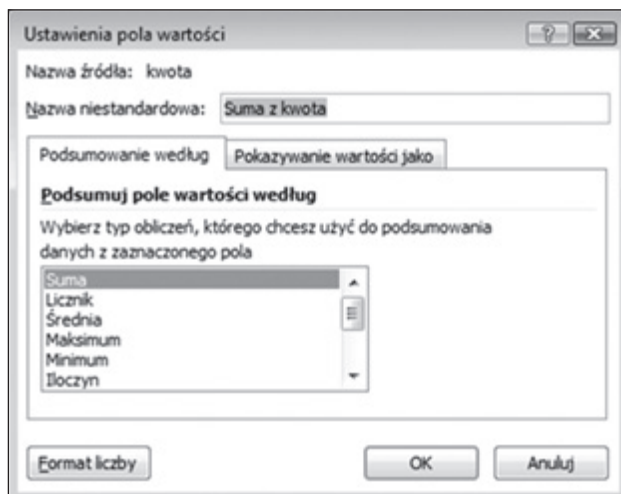 Ustawienia pola wartości
Nazwa źródła: kwota
Nazwa niestandardowa: Suma z kwota
Podsumowanie według Pokazywanie wartości jako
Podsumuj pole wartości według
Wybierz typ obliczeń, którego chcesz użyć do podsumowania
danych z zaznaczonego pola
Suma
Licznik
Średnia
Maksimum
Minimum
Iloczyn
Format liczby OK Anuluj